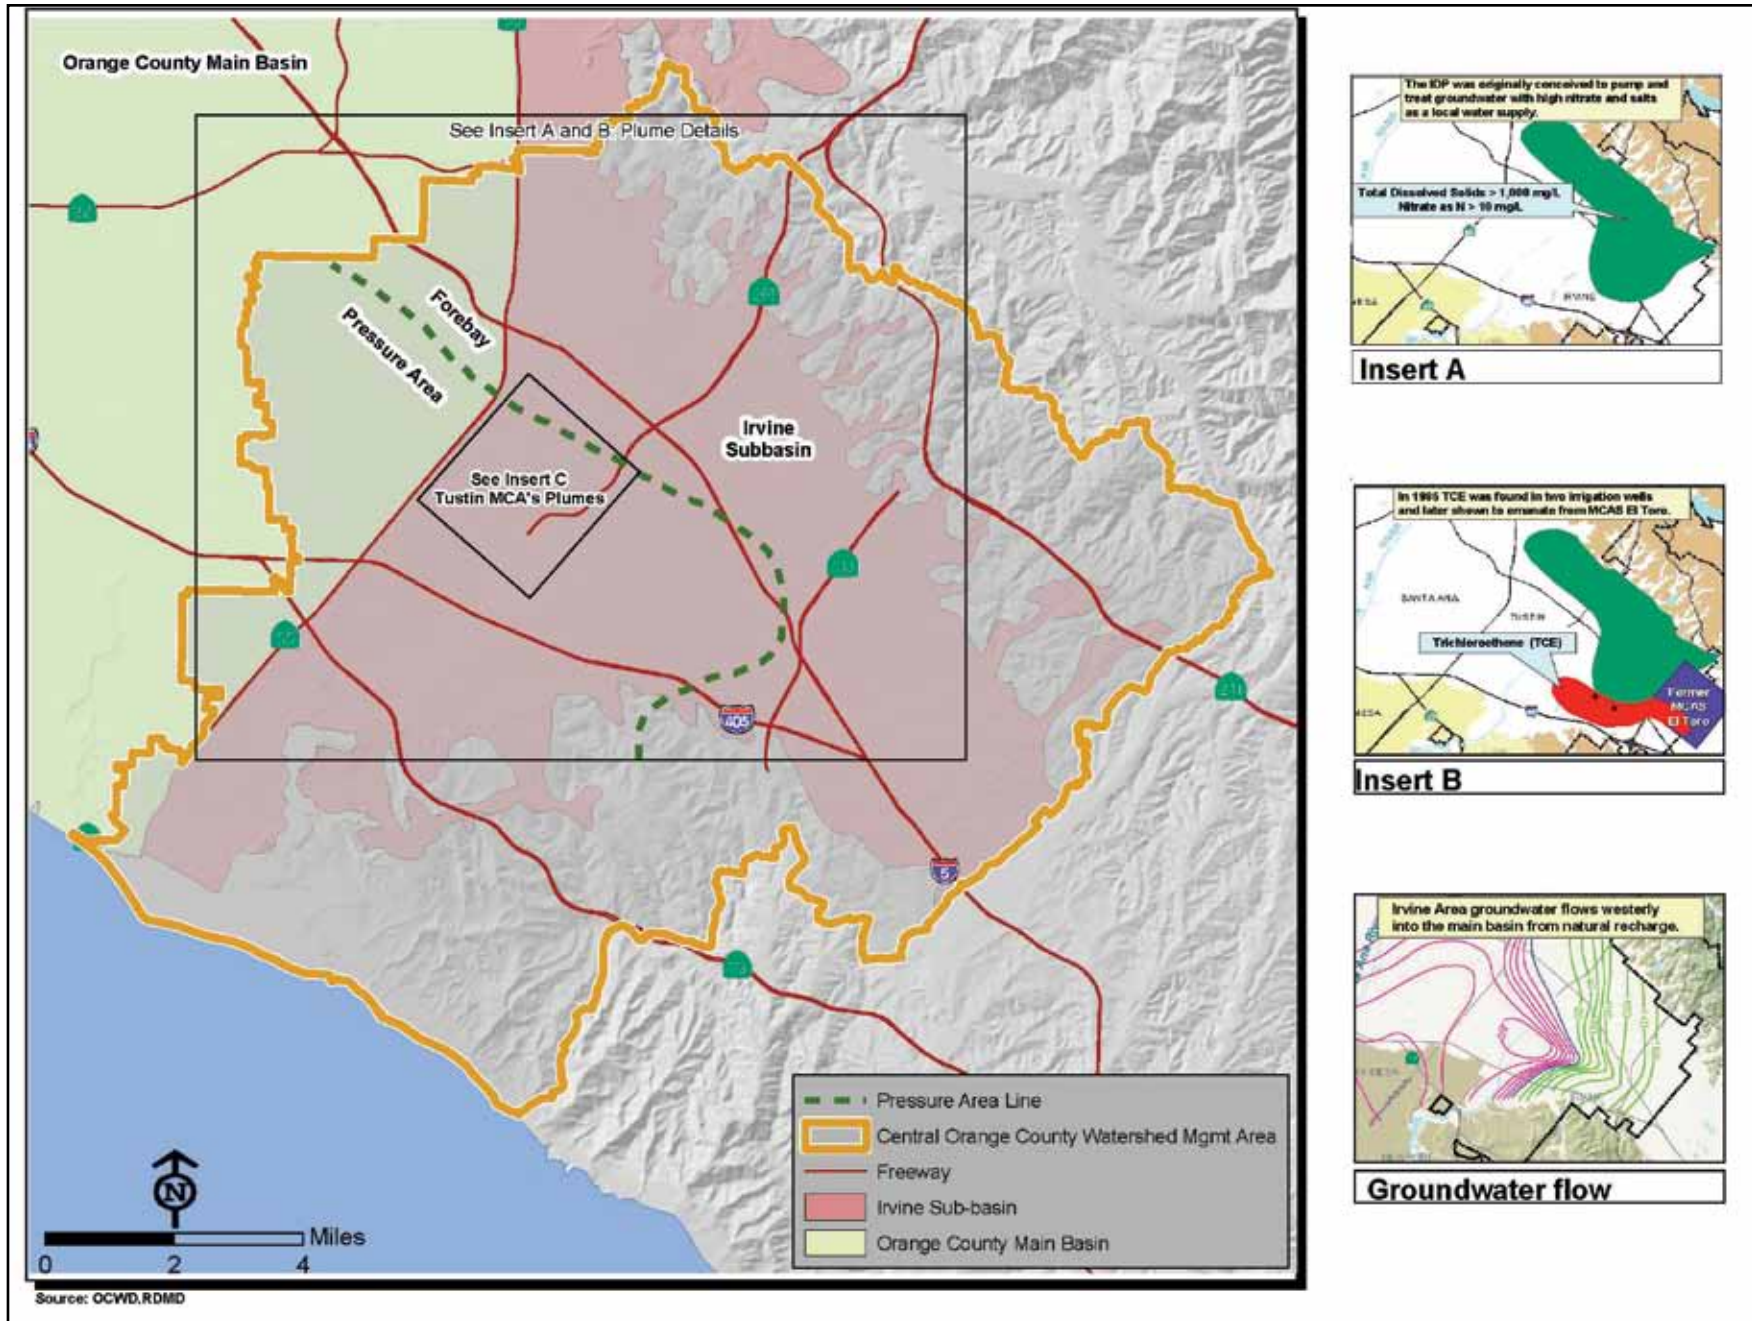 Orange County Main Basin
See Insert A and B: Plume Details
Forebay
Pressure Area
Irvine
Subbasin
See Insert C
Tustin MCA's Plumes
405
5
Pressure Area Line
Central Orange County Watershed Mgmt Area
Freeway
Irvine Sub-basin
Orange County Main Basin
N
Miles
0 2 4
Source: OCWD,RDMD
The IDP was originally conceived to pump and
treat groundwater with high nitrate and salts
as a local water supply.
Total Dissolved Solids > 1,000 mg/L
Nitrate as N > 10 mg/L
IRVINE
Insert A
In 1985 TCE was found in two irrigation wells
and later shown to emanate from MCAS El Toro.
SANTA ANA
TUSTIN
Trichloroethene (TCE)
Former
MCAS
El Toro
Insert B
Irvine Area groundwater flows westerly
into the main basin from natural recharge.
Groundwater flow